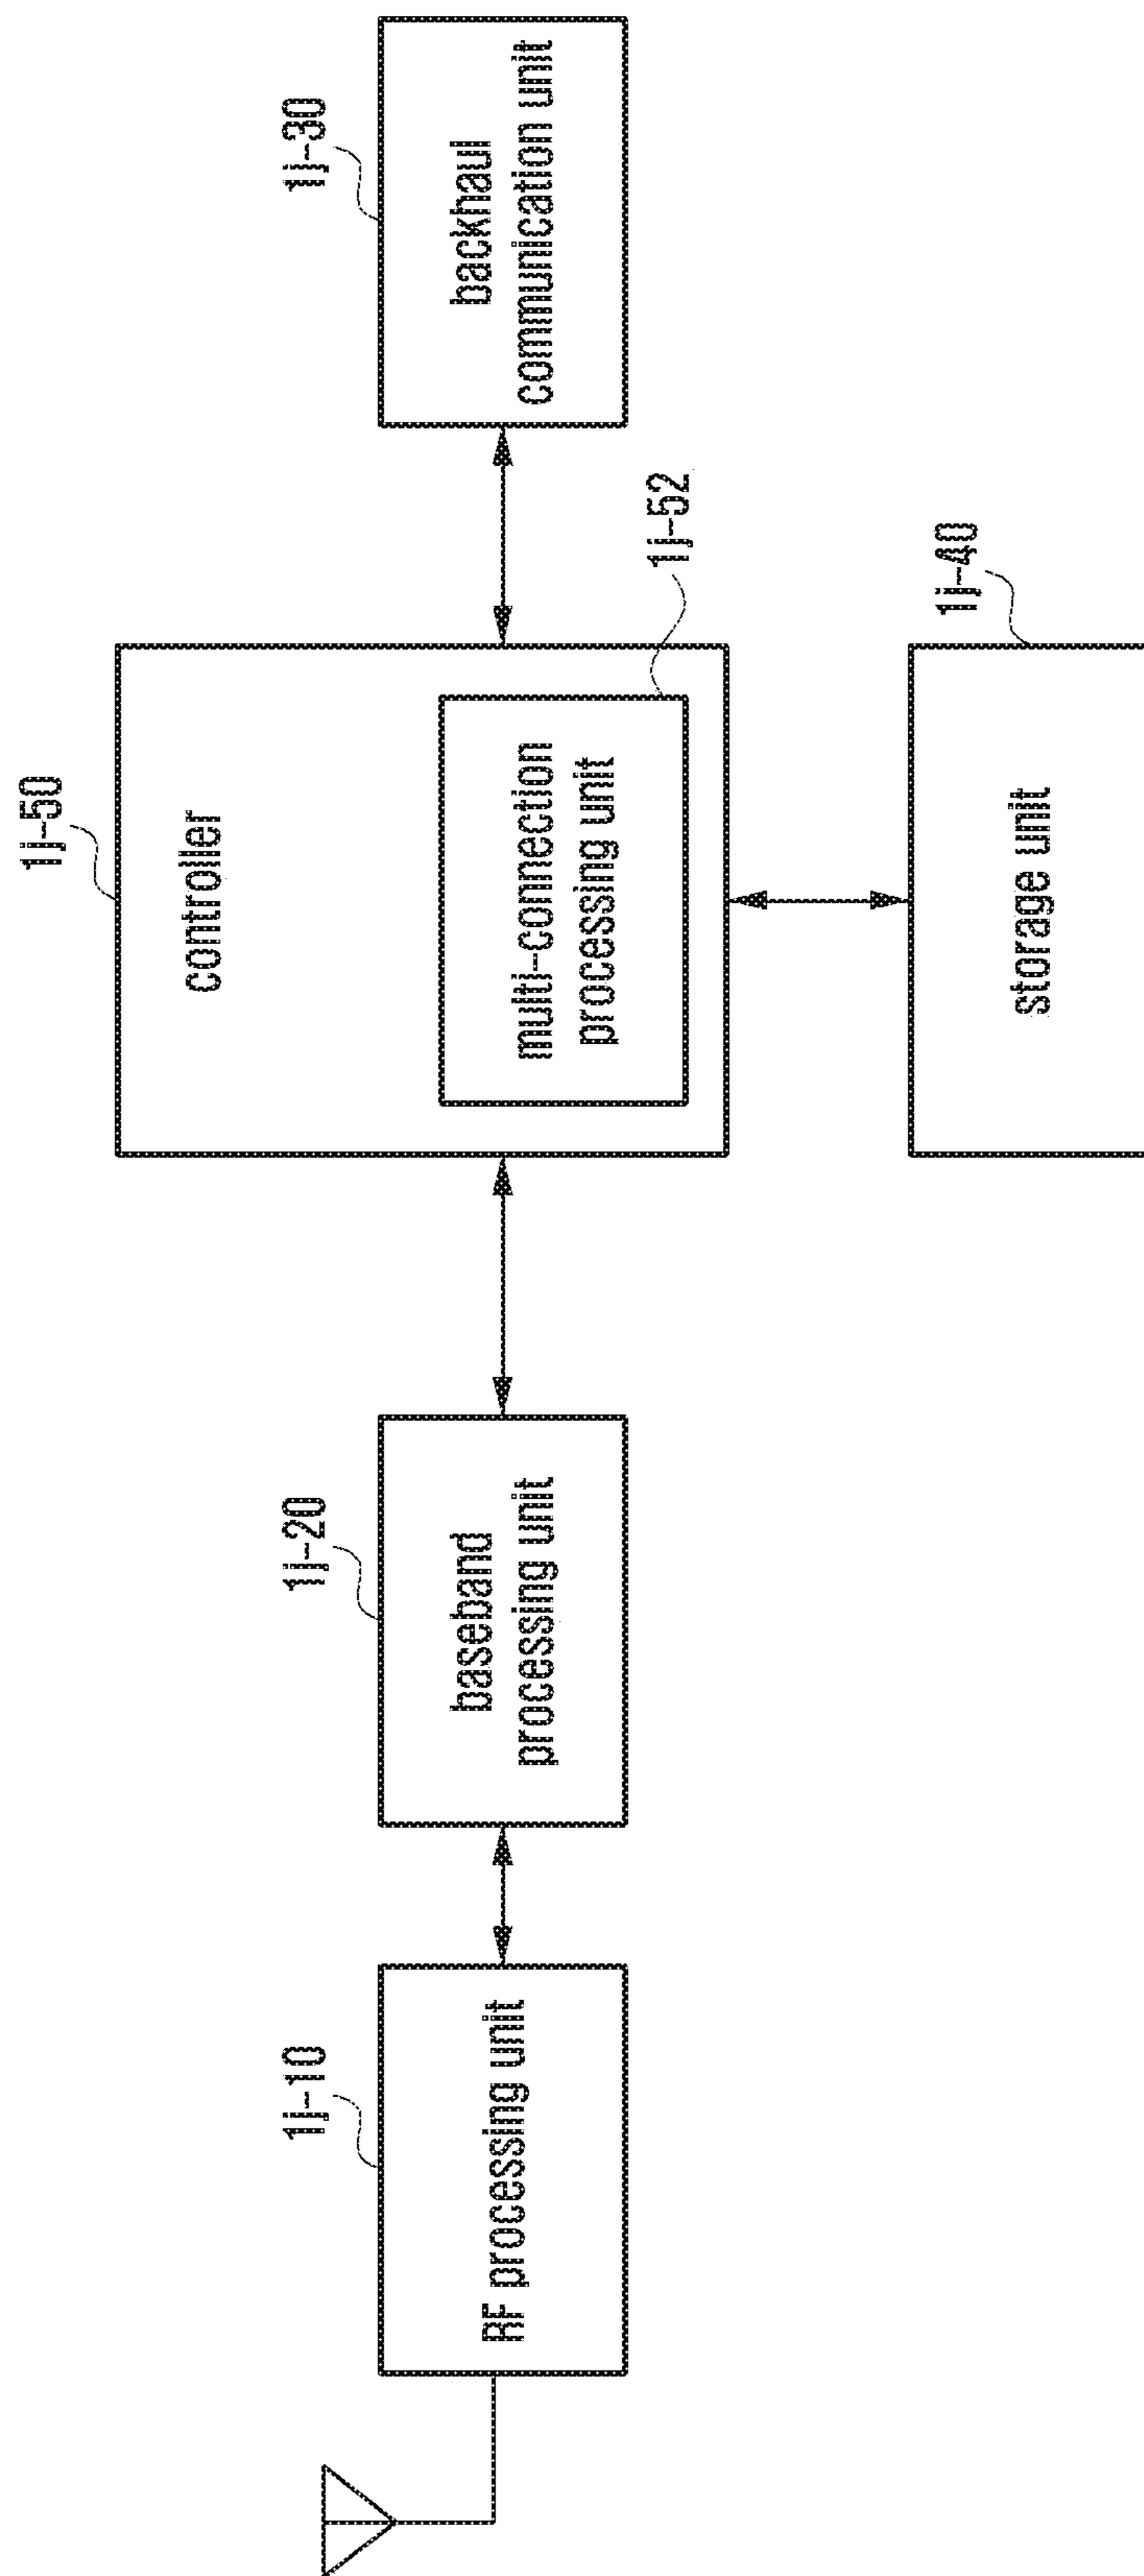 1j-50
controller
1j-10
1j-20
1j-30
RF processing unit
baseband
processing unit
multi-connection
processing unit
backhaul
communication unit
1j-52
1j-40
storage unit